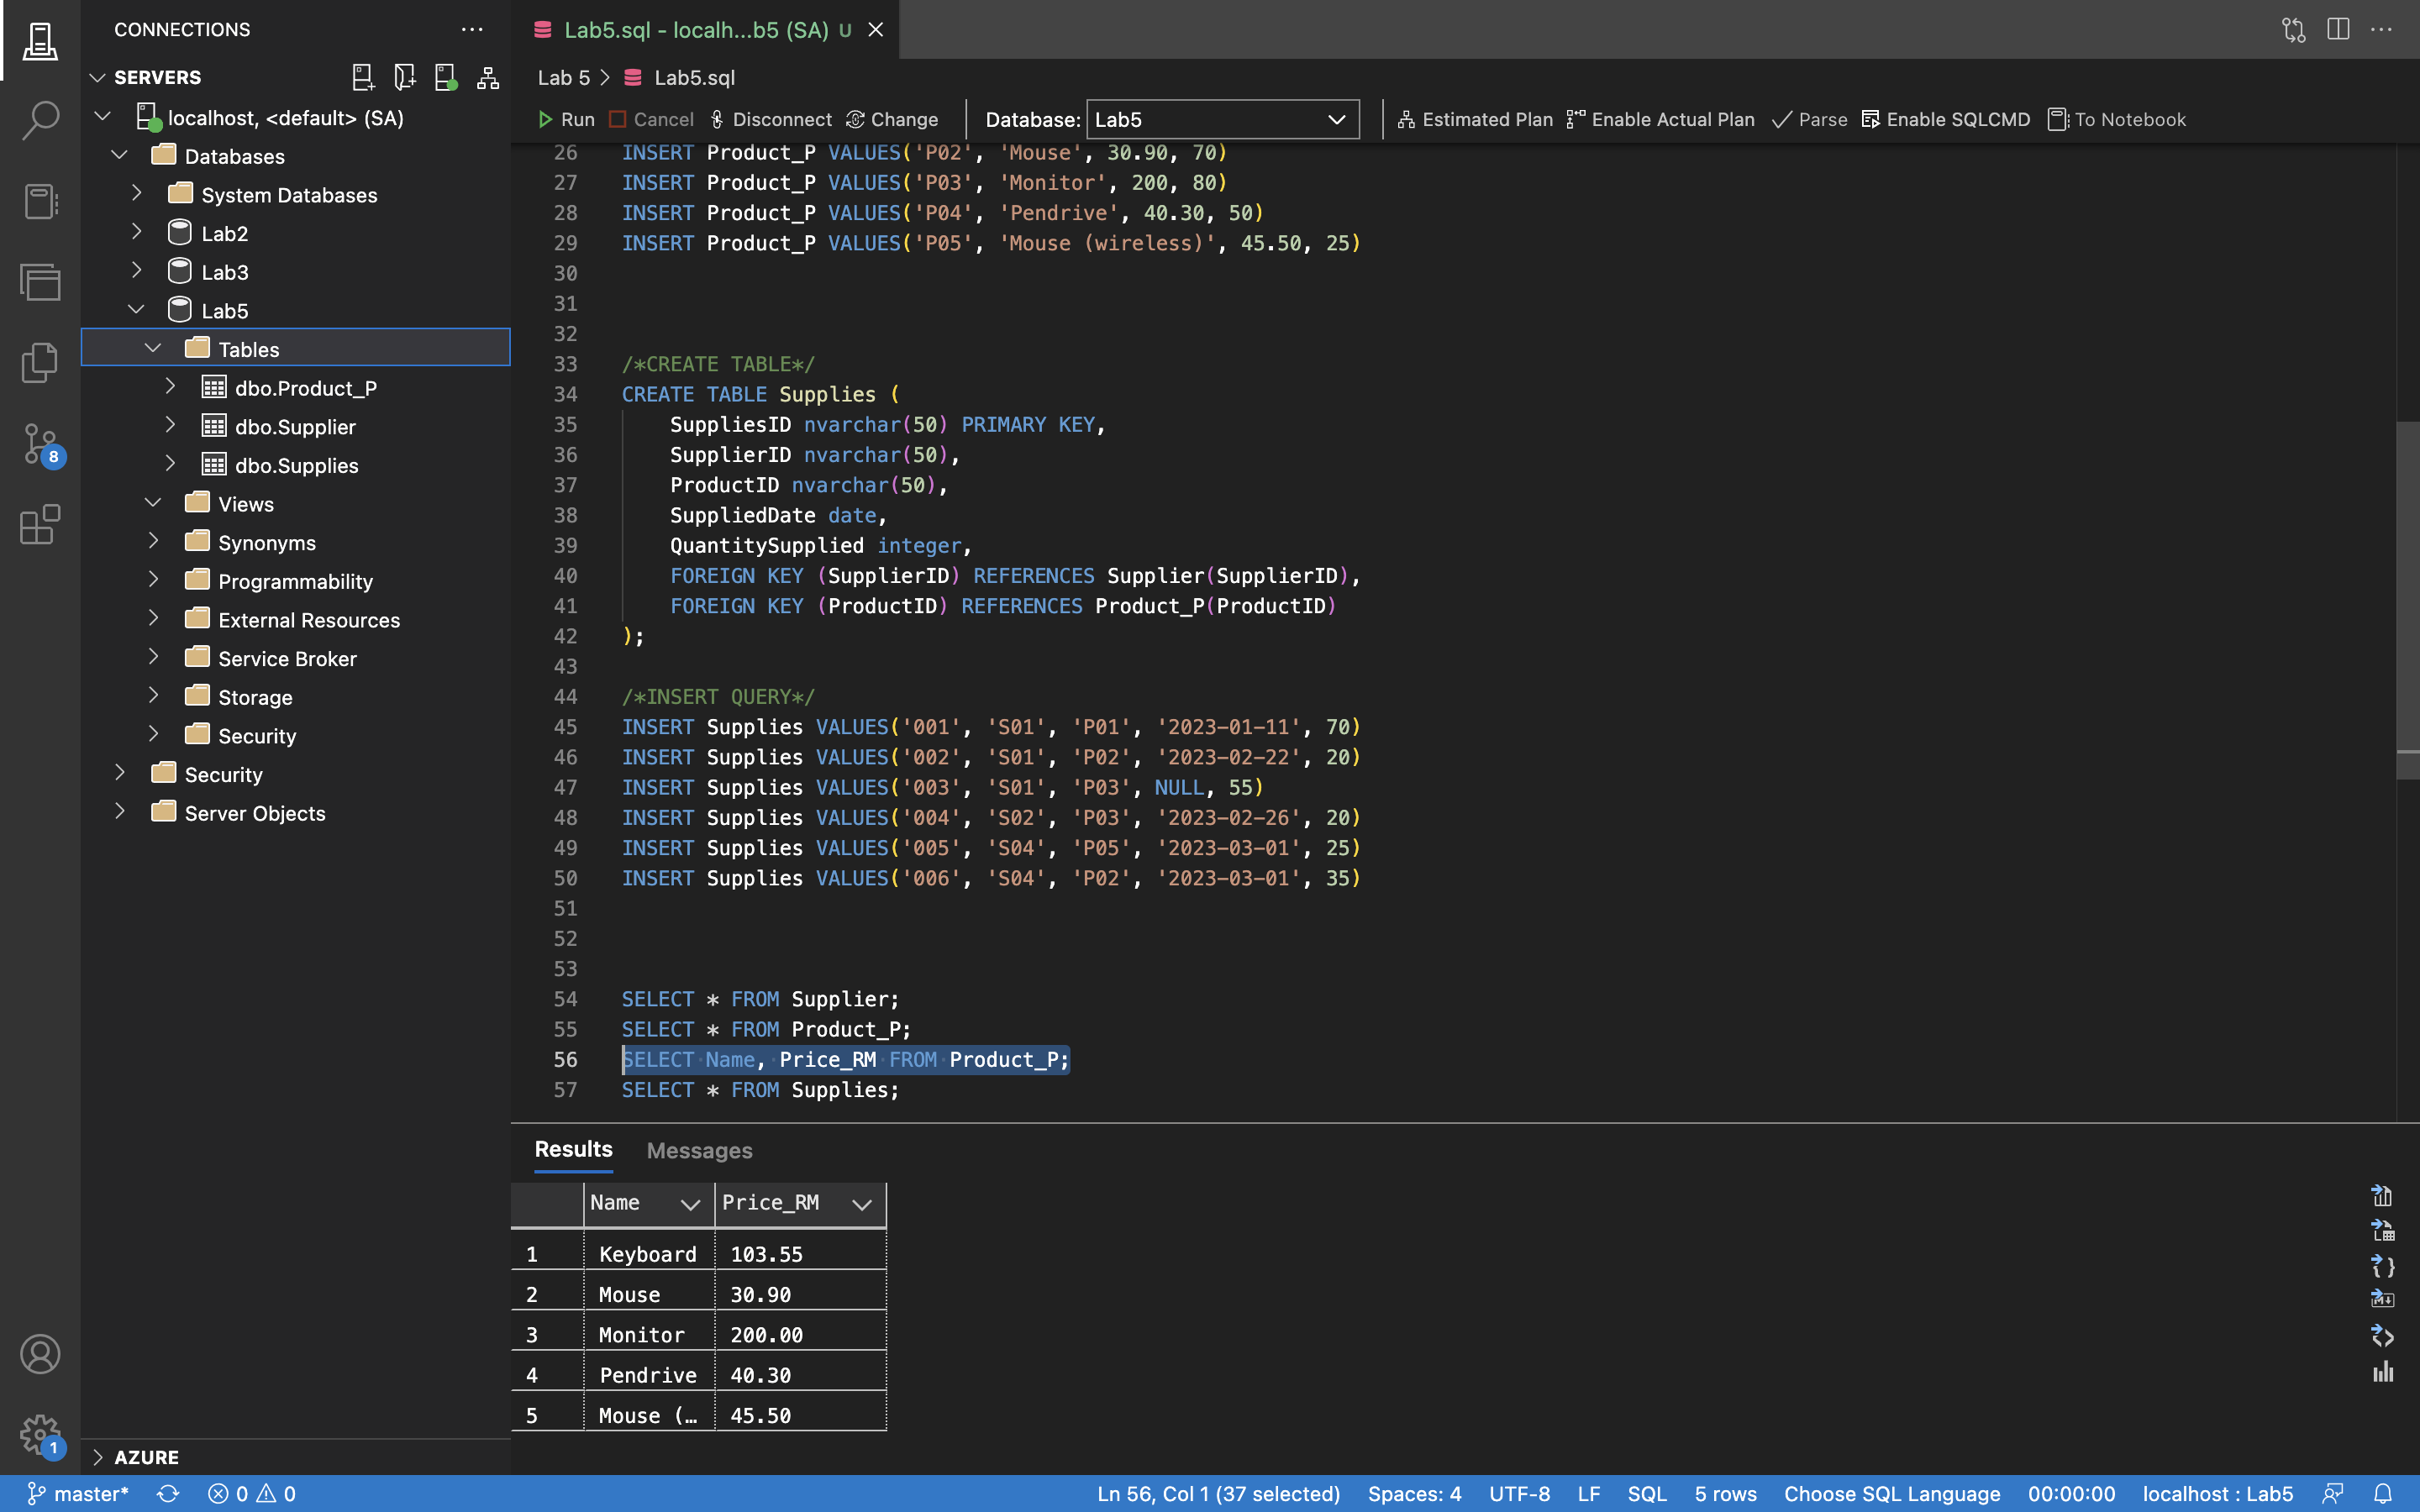 CONNECTIONS
SERVERS
localhost, <default> (SA)
Databases
System Databases
Lab2
Lab3
Lab5
Tables
dbo.Product_P
dbo.Supplier
dbo.Supplies
Views
Synonyms
Programmability
External Resources
Service Broker
Storage
Security
Security
Server Objects
AZURE
8
1
Lab5.sql - localh...b5 (SA) U
Lab 5 > Lab5.sql
Run Cancel Disconnect Change Database: Lab5 Estimated Plan Enable Actual Plan Parse Enable SQLCMD To Notebook
26 INSERT Product_P VALUES('P02', 'Mouse', 30.90, 70)
27 INSERT Product_P VALUES('P03', 'Monitor', 200, 80)
28 INSERT Product_P VALUES('P04', 'Pendrive', 40.30, 50)
29 INSERT Product_P VALUES('P05', 'Mouse (wireless)', 45.50, 25)
30
31
32
33 /*CREATE TABLE*/
34 CREATE TABLE Supplies (
35 SuppliesID nvarchar(50) PRIMARY KEY,
36 SupplierID nvarchar(50),
37 ProductID nvarchar(50),
38 SuppliedDate date,
39 QuantitySupplied integer,
40 FOREIGN KEY (SupplierID) REFERENCES Supplier(SupplierID),
41 FOREIGN KEY (ProductID) REFERENCES Product_P(ProductID)
42 );
43
44 /*INSERT QUERY*/
45 INSERT Supplies VALUES('001', 'S01', 'P01', '2023-01-11', 70)
46 INSERT Supplies VALUES('002', 'S01', 'P02', '2023-02-22', 20)
47 INSERT Supplies VALUES('003', 'S01', 'P03', NULL, 55)
48 INSERT Supplies VALUES('004', 'S02', 'P03', '2023-02-26', 20)
49 INSERT Supplies VALUES('005', 'S04', 'P05', '2023-03-01', 25)
50 INSERT Supplies VALUES('006', 'S04', 'P02', '2023-03-01', 35)
51
52
53
54 SELECT * FROM Supplier;
55 SELECT * FROM Product_P;
56 SELECT Name, Price_RM FROM Product_P;
57 SELECT * FROM Supplies;
Results Messages
Name Price_RM
1 Keyboard 103.55
2 Mouse 30.90
3 Monitor 200.00
4 Pendrive 40.30
5 Mouse (… 45.50
master* 0 0 Ln 56, Col 1 (37 selected) Spaces: 4 UTF-8 LF SQL 5 rows Choose SQL Language 00:00:00 localhost : Lab5